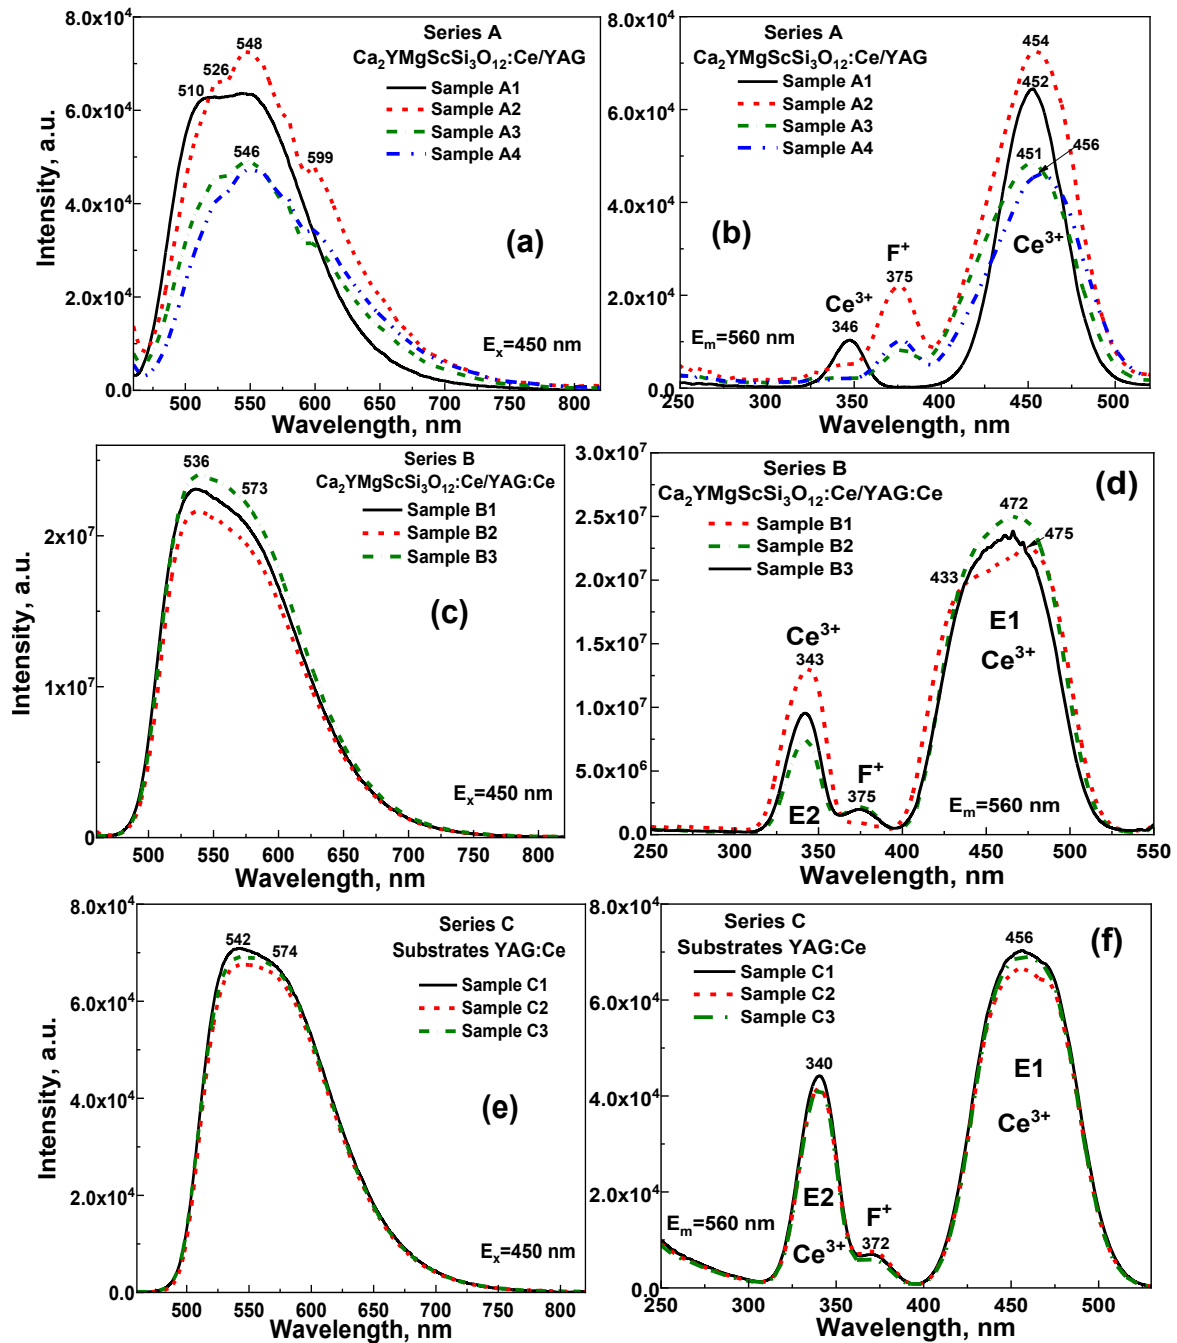 Series A
Ca₂YMgScSi₃O₁₂:Ce/YAG
Sample A1
Sample A2
Sample A3
Sample A4
548
526
510
546
599
(a)
Eₓ=450 nm
8.0x10⁴
6.0x10⁴
4.0x10⁴
2.0x10⁴
0.0
500 550 600 650 700 750 800
Wavelength, nm
Intensity, a.u.
Series A
Ca₂YMgScSi₃O₁₂:Ce/YAG
Sample A1
Sample A2
Sample A3
Sample A4
454
452
451
456
(b)
F⁺
375
Ce³⁺
346
Ce³⁺
Eₘ=560 nm
8.0x10⁴
6.0x10⁴
4.0x10⁴
2.0x10⁴
0.0
250 300 350 400 450 500
Wavelength, nm
Series B
Ca₂YMgScSi₃O₁₂:Ce/YAG:Ce
Sample B1
Sample B2
Sample B3
536
573
(c)
Eₓ=450 nm
2x10⁷
1x10⁷
0
500 550 600 650 700 750 800
Wavelength, nm
Intensity, a.u.
Series B
Ca₂YMgScSi₃O₁₂:Ce/YAG:Ce
Sample B1
Sample B2
Sample B3
(d)
472
475
433
E1
Ce³⁺
Ce³⁺
343
F⁺
375
E2
Eₘ=560 nm
3.0x10⁷
2.5x10⁷
2.0x10⁷
1.5x10⁷
1.0x10⁷
5.0x10⁶
0.0
250 300 350 400 450 500 550
Wavelength, nm
Series C
Substrates YAG:Ce
Sample C1
Sample C2
Sample C3
542
574
(e)
Eₓ=450 nm
8.0x10⁴
6.0x10⁴
4.0x10⁴
2.0x10⁴
0.0
500 550 600 650 700 750 800
Wavelength, nm
Intensity, a.u.
Series C
Substrates YAG:Ce
Sample C1
Sample C2
Sample C3
(f)
456
340
E1
Ce³⁺
E2
Ce³⁺
F⁺
372
Eₘ=560 nm
8.0x10⁴
6.0x10⁴
4.0x10⁴
2.0x10⁴
0.0
250 300 350 400 450 500
Wavelength, nm